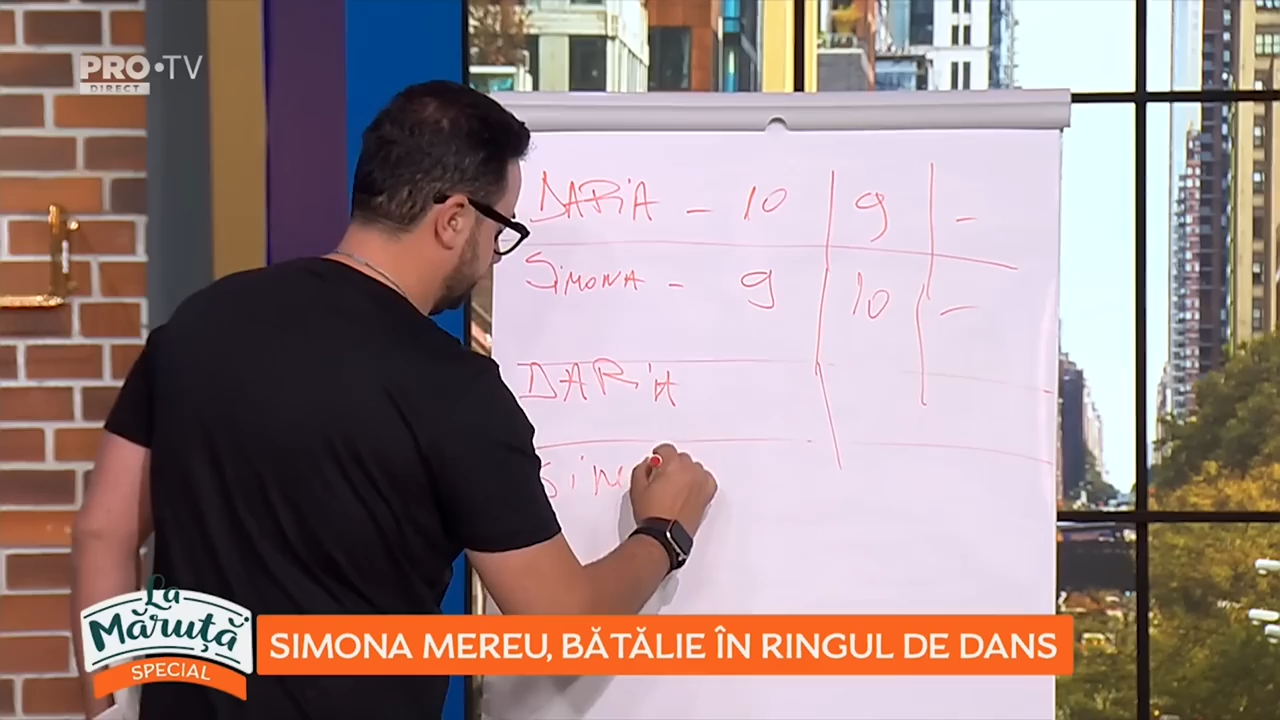 PRO•TV
DIRECT
DARIA - 10 | 9 | -
SIMONA - 9 | 10 | -
DARIA
SIM
La
Măruță
SPECIAL
SIMONA MEREU, BĂTĂLIE ÎN RINGUL DE DANS